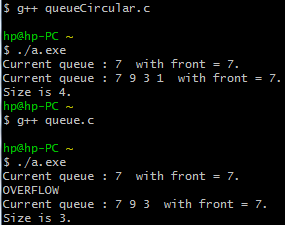 $ g++ queueCircular.c
hp@hp-PC ~
$ ./a.exe
Current queue : 7  with front = 7.
Current queue : 7 9 3 1  with front = 7.
Size is 4.
hp@hp-PC ~
$ g++ queue.c
hp@hp-PC ~
$ ./a.exe
Current queue : 7  with front = 7.
OVERFLOW
Current queue : 7 9 3  with front = 7.
Size is 3.